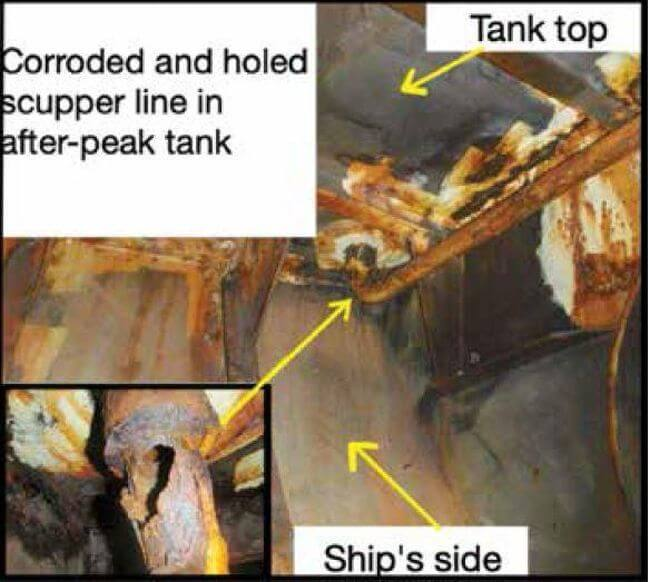 Corroded and holed
scupper line in
after-peak tank
Tank top
Ship's side